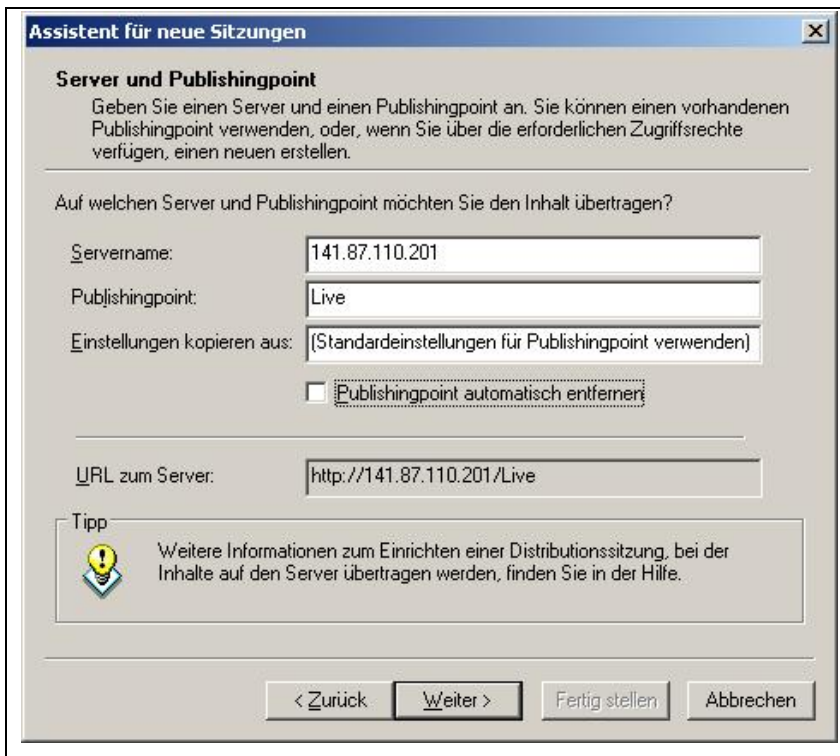 Assistent für neue Sitzungen
Server und Publishingpoint
Geben Sie einen Server und einen Publishingpoint an. Sie können einen vorhandenen
Publishingpoint verwenden, oder, wenn Sie über die erforderlichen Zugriffsrechte
verfügen, einen neuen erstellen.
Auf welchen Server und Publishingpoint möchten Sie den Inhalt übertragen?
Servername: 141.87.110.201
Publishingpoint: Live
Einstellungen kopieren aus: (Standardeinstellungen für Publishingpoint verwenden)
Publishingpoint automatisch entfernen
URL zum Server: http://141.87.110.201/Live
Tipp
Weitere Informationen zum Einrichten einer Distributionssitzung, bei der
Inhalte auf den Server übertragen werden, finden Sie in der Hilfe.
< Zurück Weiter > Fertig stellen Abbrechen